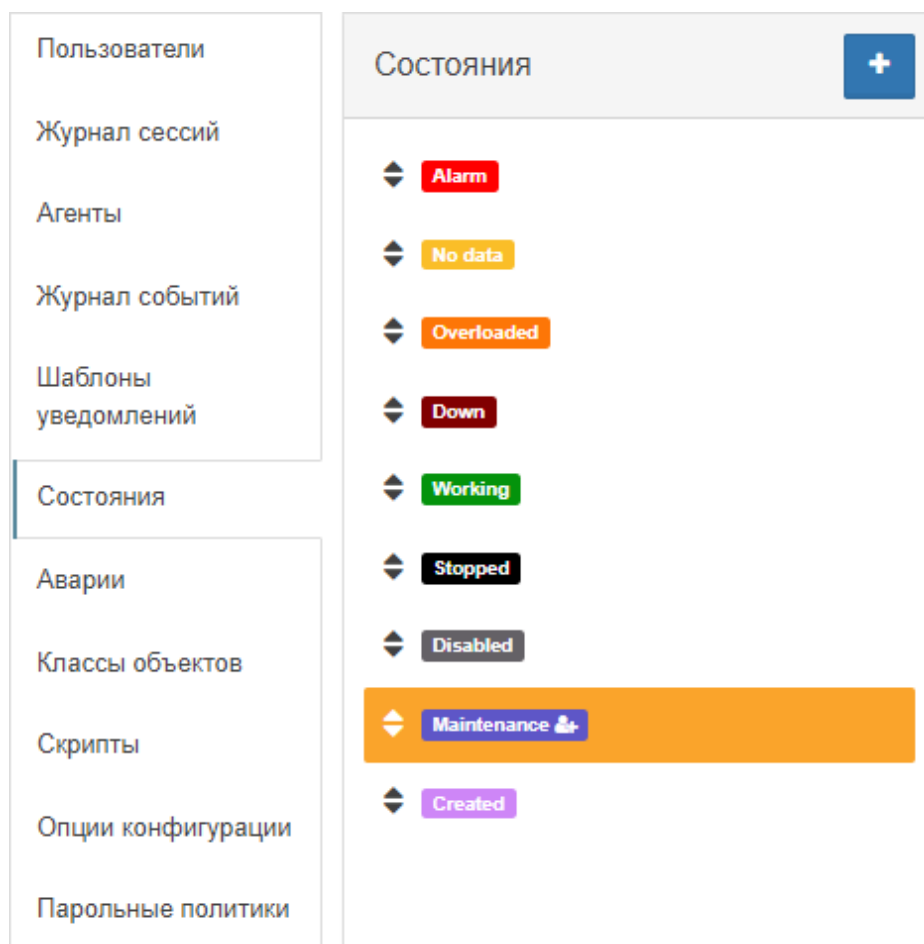 Пользователи
Журнал сессий
Агенты
Журнал событий
Шаблоны
уведомлений
Состояния
Аварии
Классы объектов
Скрипты
Опции конфигурации
Парольные политики
Состояния
Alarm
No data
Overloaded
Down
Working
Stopped
Disabled
Maintenance
Created